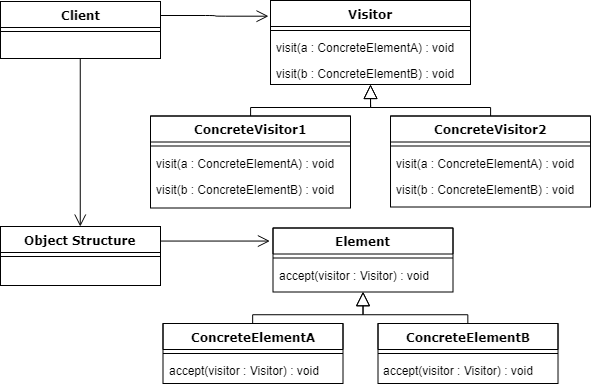 Client
Visitor
visit(a : ConcreteElementA) : void
visit(b : ConcreteElementB) : void
ConcreteVisitor1
visit(a : ConcreteElementA) : void
visit(b : ConcreteElementB) : void
ConcreteVisitor2
visit(a : ConcreteElementA) : void
visit(b : ConcreteElementB) : void
Object Structure
Element
accept(visitor : Visitor) : void
ConcreteElementA
accept(visitor : Visitor) : void
ConcreteElementB
accept(visitor : Visitor) : void